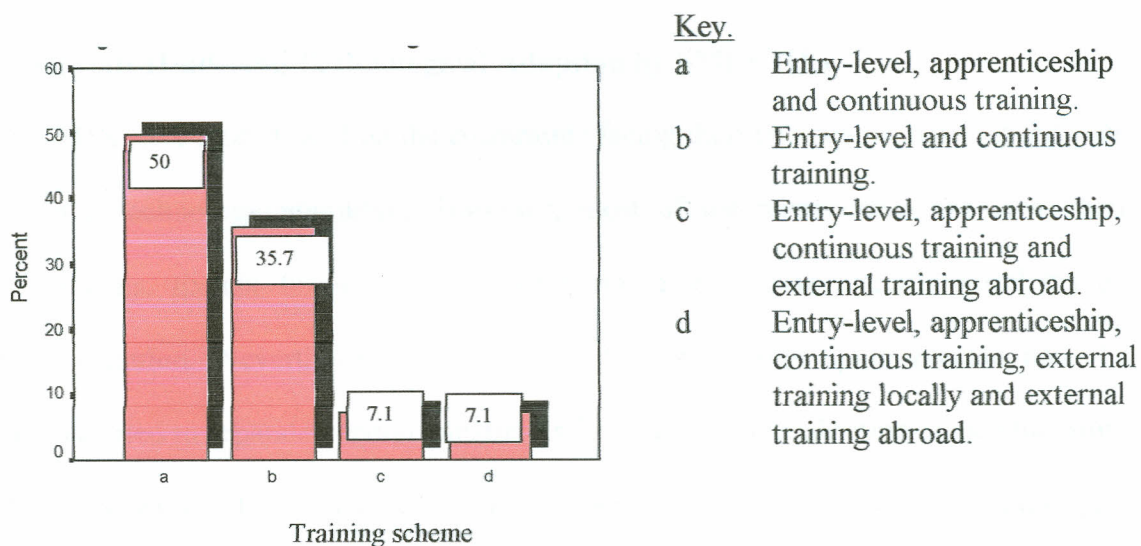 60
50
40
30
20
10
0
Percent
50
35.7
7.1
7.1
a b c d
Training scheme
Key.
a Entry-level, apprenticeship
and continuous training.
b Entry-level and continuous
training.
c Entry-level, apprenticeship,
continuous training and
external training abroad.
d Entry-level, apprenticeship,
continuous training, external
training locally and external
training abroad.